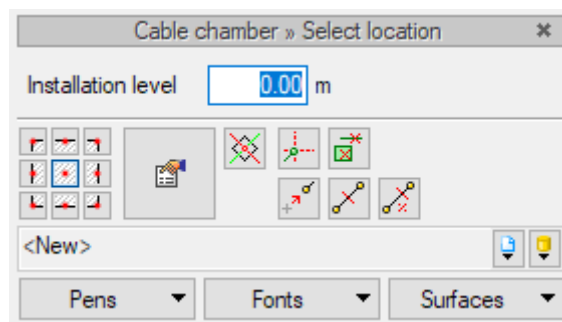 Cable chamber » Select location
Installation level 0.00 m
<New>
Pens Fonts Surfaces